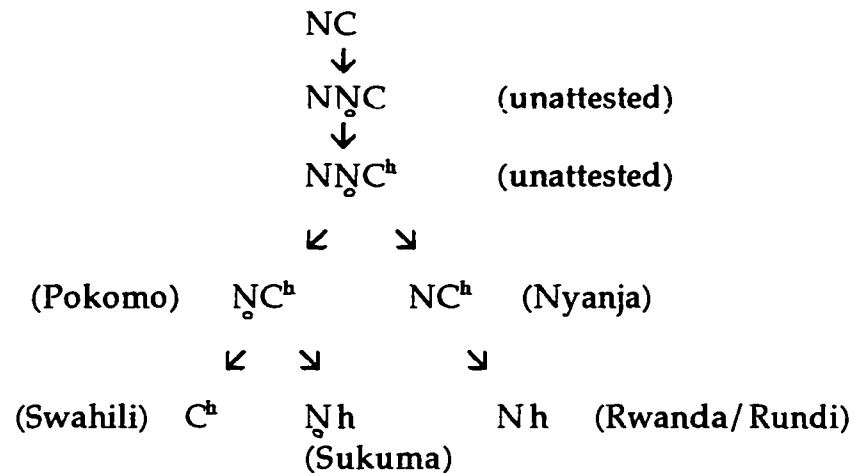 NC
↓
NN̥C (unattested)
↓
NN̥Cʰ (unattested)
↙ ↘
(Pokomo) N̥Cʰ NCʰ (Nyanja)
↙ ↘ ↘
(Swahili) Cʰ N̥h Nh (Rwanda/Rundi)
(Sukuma)